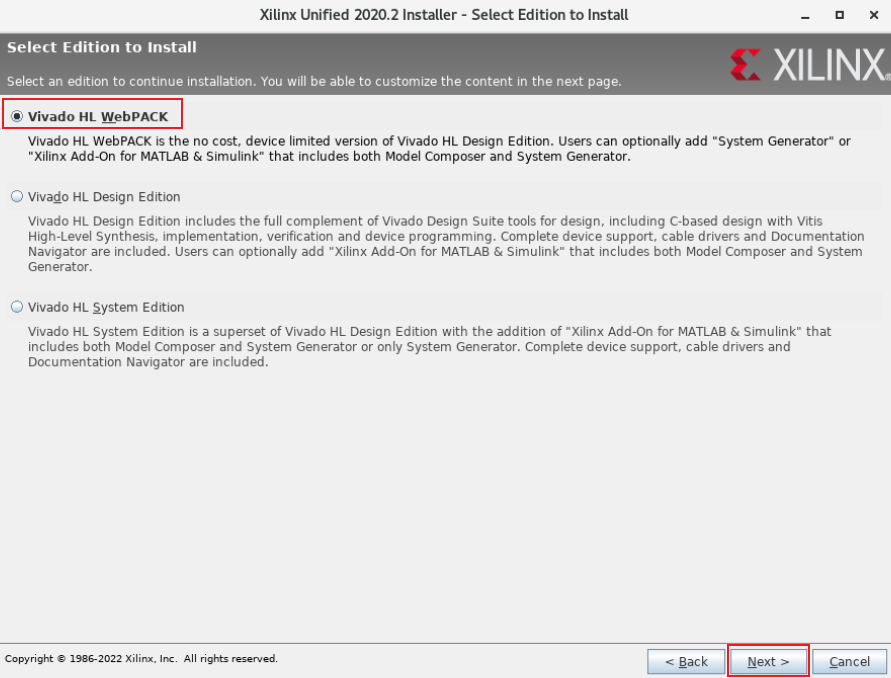 Xilinx Unified 2020.2 Installer - Select Edition to Install
Select Edition to Install
Select an edition to continue installation. You will be able to customize the content in the next page.
XILINX®
Vivado HL WebPACK
Vivado HL WebPACK is the no cost, device limited version of Vivado HL Design Edition. Users can optionally add "System Generator" or
"Xilinx Add-On for MATLAB & Simulink" that includes both Model Composer and System Generator.
Vivado HL Design Edition
Vivado HL Design Edition includes the full complement of Vivado Design Suite tools for design, including C-based design with Vitis
High-Level Synthesis, implementation, verification and device programming. Complete device support, cable drivers and Documentation
Navigator are included. Users can optionally add "Xilinx Add-On for MATLAB & Simulink" that includes both Model Composer and System
Generator.
Vivado HL System Edition
Vivado HL System Edition is a superset of Vivado HL Design Edition with the addition of "Xilinx Add-On for MATLAB & Simulink" that
includes both Model Composer and System Generator or only System Generator. Complete device support, cable drivers and
Documentation Navigator are included.
Copyright © 1986-2022 Xilinx, Inc. All rights reserved.
< Back
Next >
Cancel